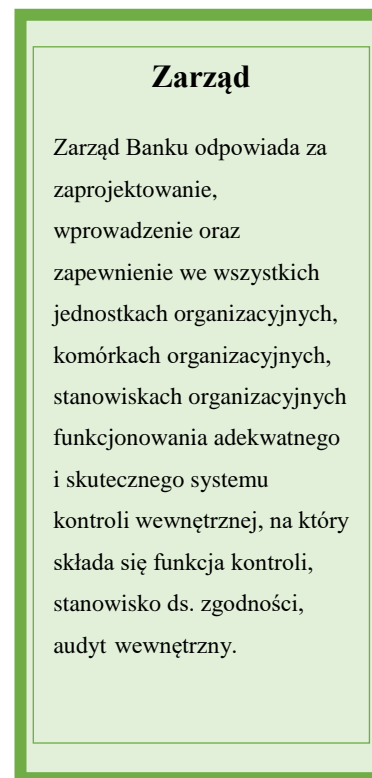 Zarząd
Zarząd Banku odpowiada za
zaprojektowanie,
wprowadzenie oraz
zapewnienie we wszystkich
jednostkach organizacyjnych,
komórkach organizacyjnych,
stanowiskach organizacyjnych
funkcjonowania adekwatnego
i skutecznego systemu
kontroli wewnętrznej, na który
składa się funkcja kontroli,
stanowisko ds. zgodności,
audyt wewnętrzny.